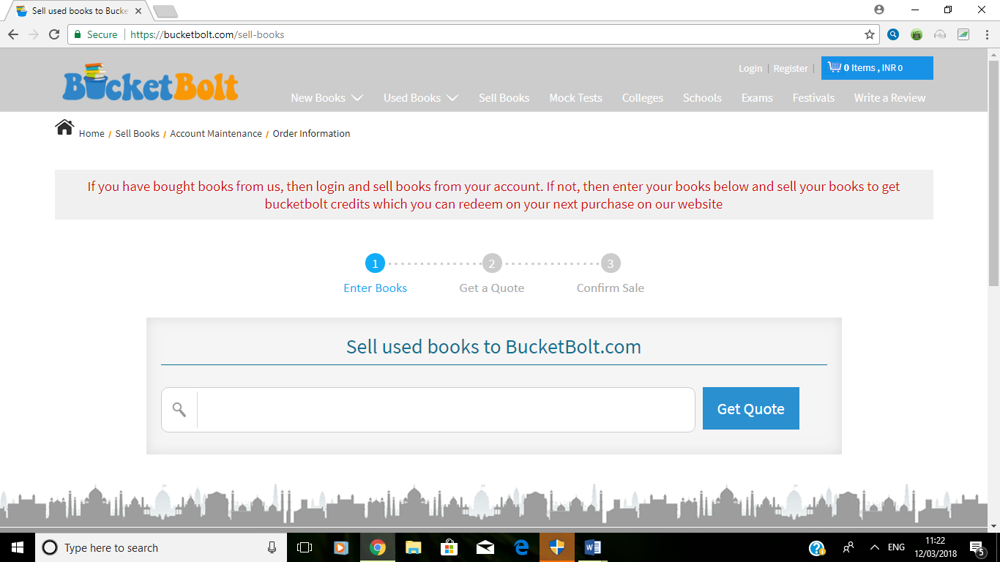 Sell used books to Bucke
Secure https://bucketbolt.com/sell-books
Login Register 0 Items , INR 0
BucketBolt
New Books Used Books Sell Books Mock Tests Colleges Schools Exams Festivals Write a Review
Home / Sell Books / Account Maintenance / Order Information
If you have bought books from us, then login and sell books from your account. If not, then enter your books below and sell your books to get
bucketbolt credits which you can redeem on your next purchase on our website
1 2 3
Enter Books Get a Quote Confirm Sale
Sell used books to BucketBolt.com
Get Quote
Type here to search
ENG
11:22
12/03/2018
5